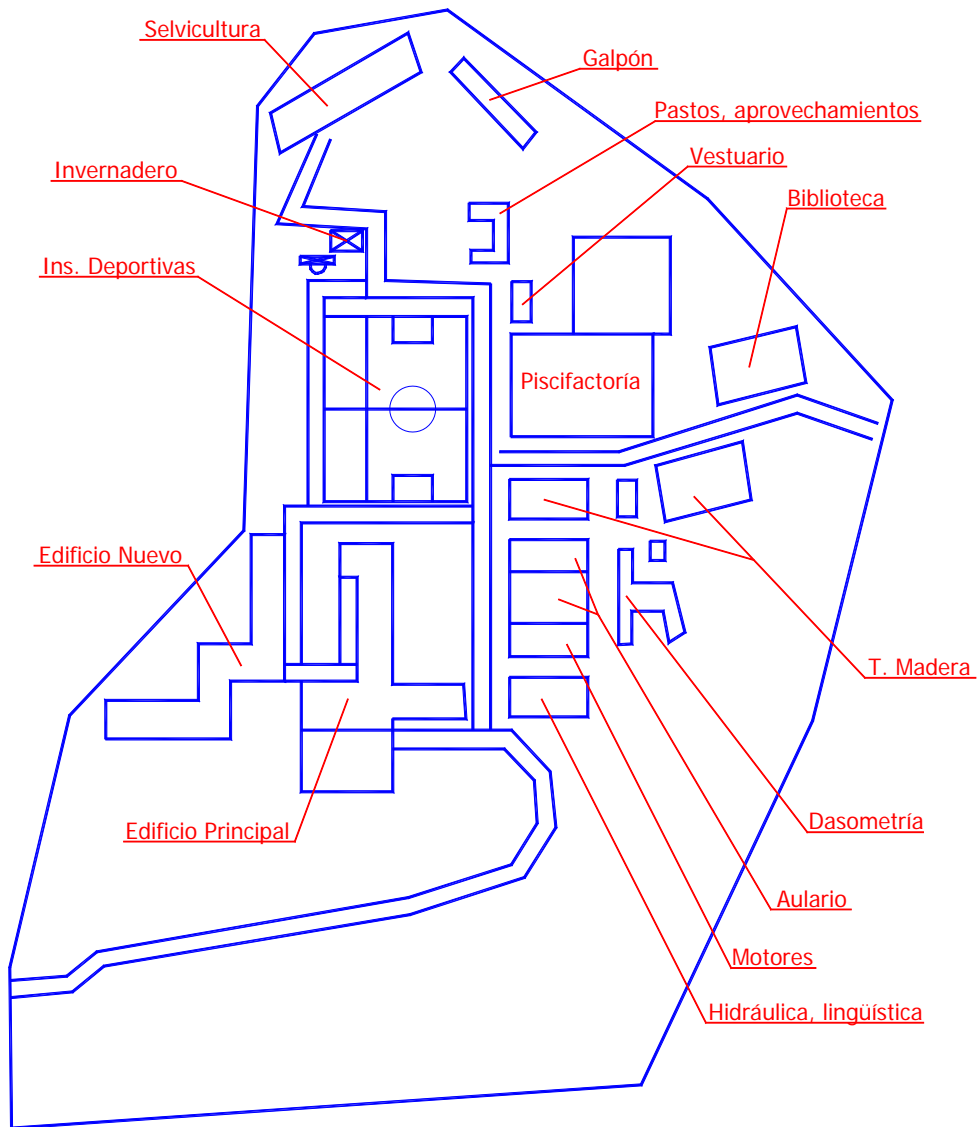 Selvicultura
Galpón
Pastos, aprovechamientos
Vestuario
Invernadero
Biblioteca
Ins. Deportivas
Piscifactoría
Edificio Nuevo
T. Madera
Edificio Principal
Dasometría
Aulario
Motores
Hidráulica, lingüística